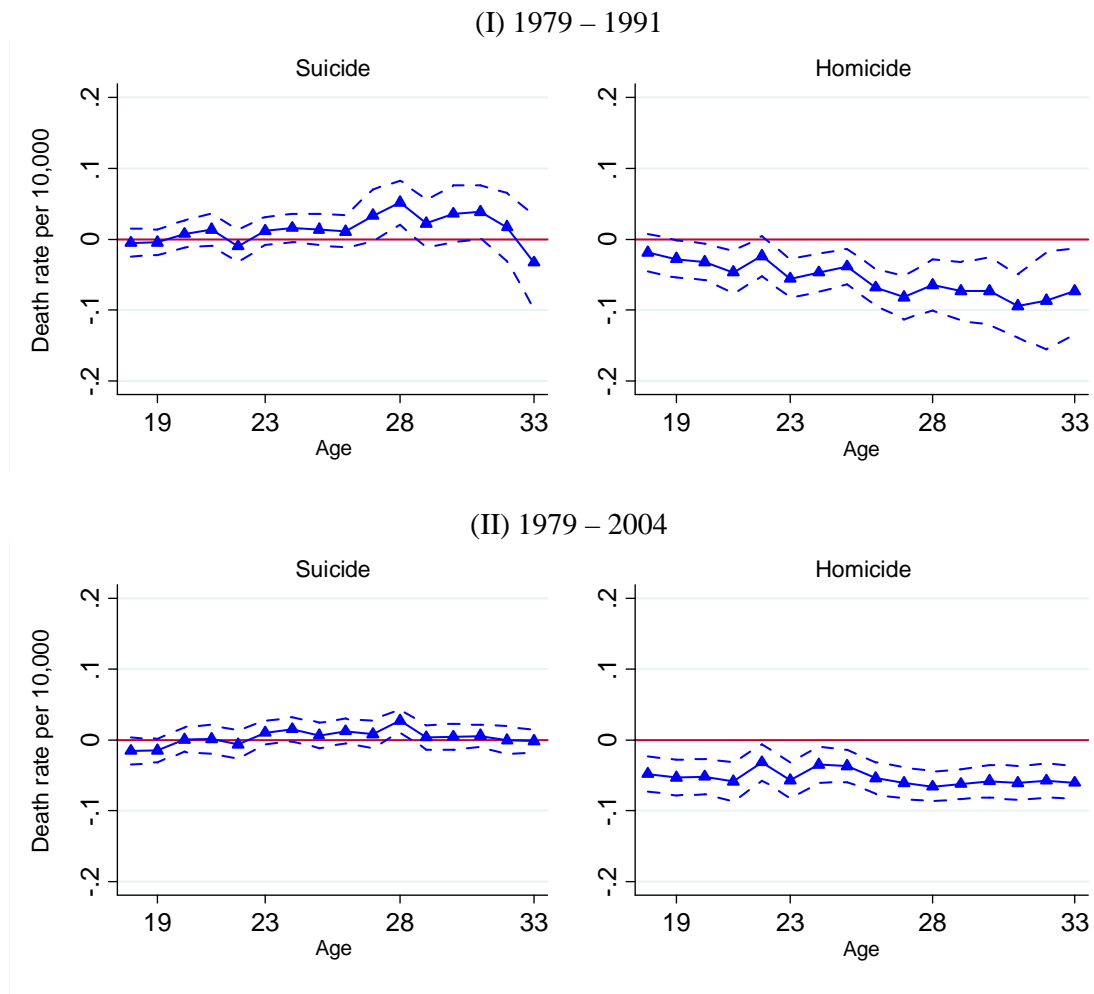 (I) 1979 – 1991
Suicide
Homicide
Death rate per 10,000
.2
.1
0
-.1
-.2
19 23 28 33
Age
.2
.1
0
-.1
-.2
19 23 28 33
Age
(II) 1979 – 2004
Suicide
Homicide
Death rate per 10,000
.2
.1
0
-.1
-.2
19 23 28 33
Age
.2
.1
0
-.1
-.2
19 23 28 33
Age